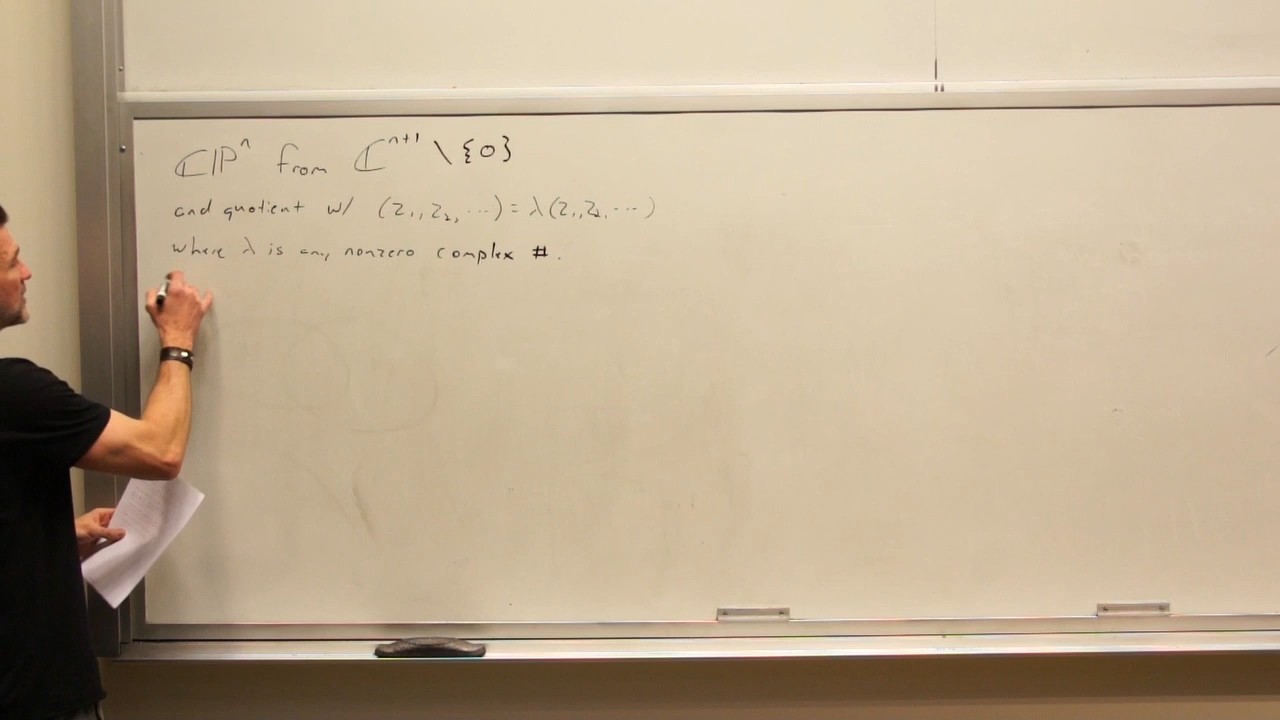 ℂℙⁿ from ℂⁿ⁺¹ \ {0}
and quotient w/ (z₁, z₂, ...) = λ(z₁, z₂, ...)
where λ is any nonzero complex #.